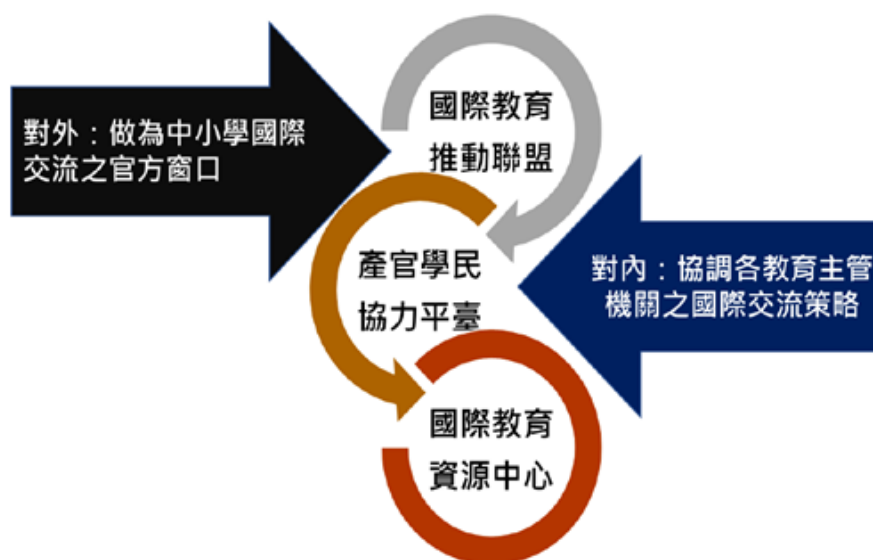 國際教育
推動聯盟
對外：做為中小學國際
交流之官方窗口
產官學民
協力平臺
對內：協調各教育主管
機關之國際交流策略
國際教育
資源中心